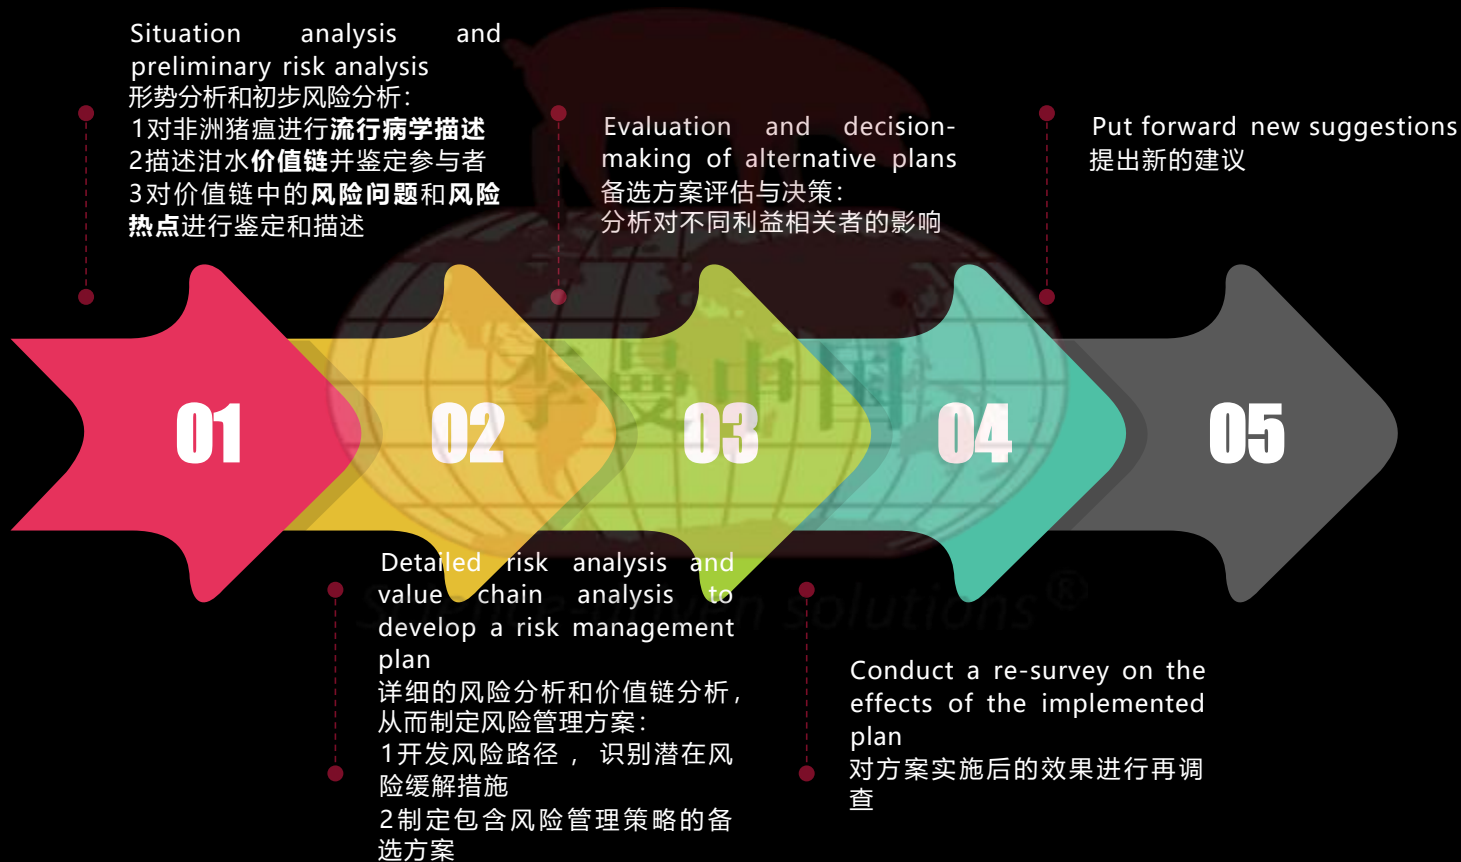 Situation analysis and
preliminary risk analysis
形势分析和初步风险分析：
1对非洲猪瘟进行流行病学描述
2描述泔水价值链并鉴定参与者
3对价值链中的风险问题和风险
热点进行鉴定和描述
Evaluation and decision-
making of alternative plans
备选方案评估与决策：
分析对不同利益相关者的影响
Put forward new suggestions
提出新的建议
01
02
03
04
05
李曼中国
Detailed risk analysis and
value chain analysis to
develop a risk management
plan
详细的风险分析和价值链分析，
从而制定风险管理方案：
1开发风险路径，识别潜在风
险缓解措施
2制定包含风险管理策略的备
选方案
Science-driven solutions®
Conduct a re-survey on the
effects of the implemented
plan
对方案实施后的效果进行再调
查